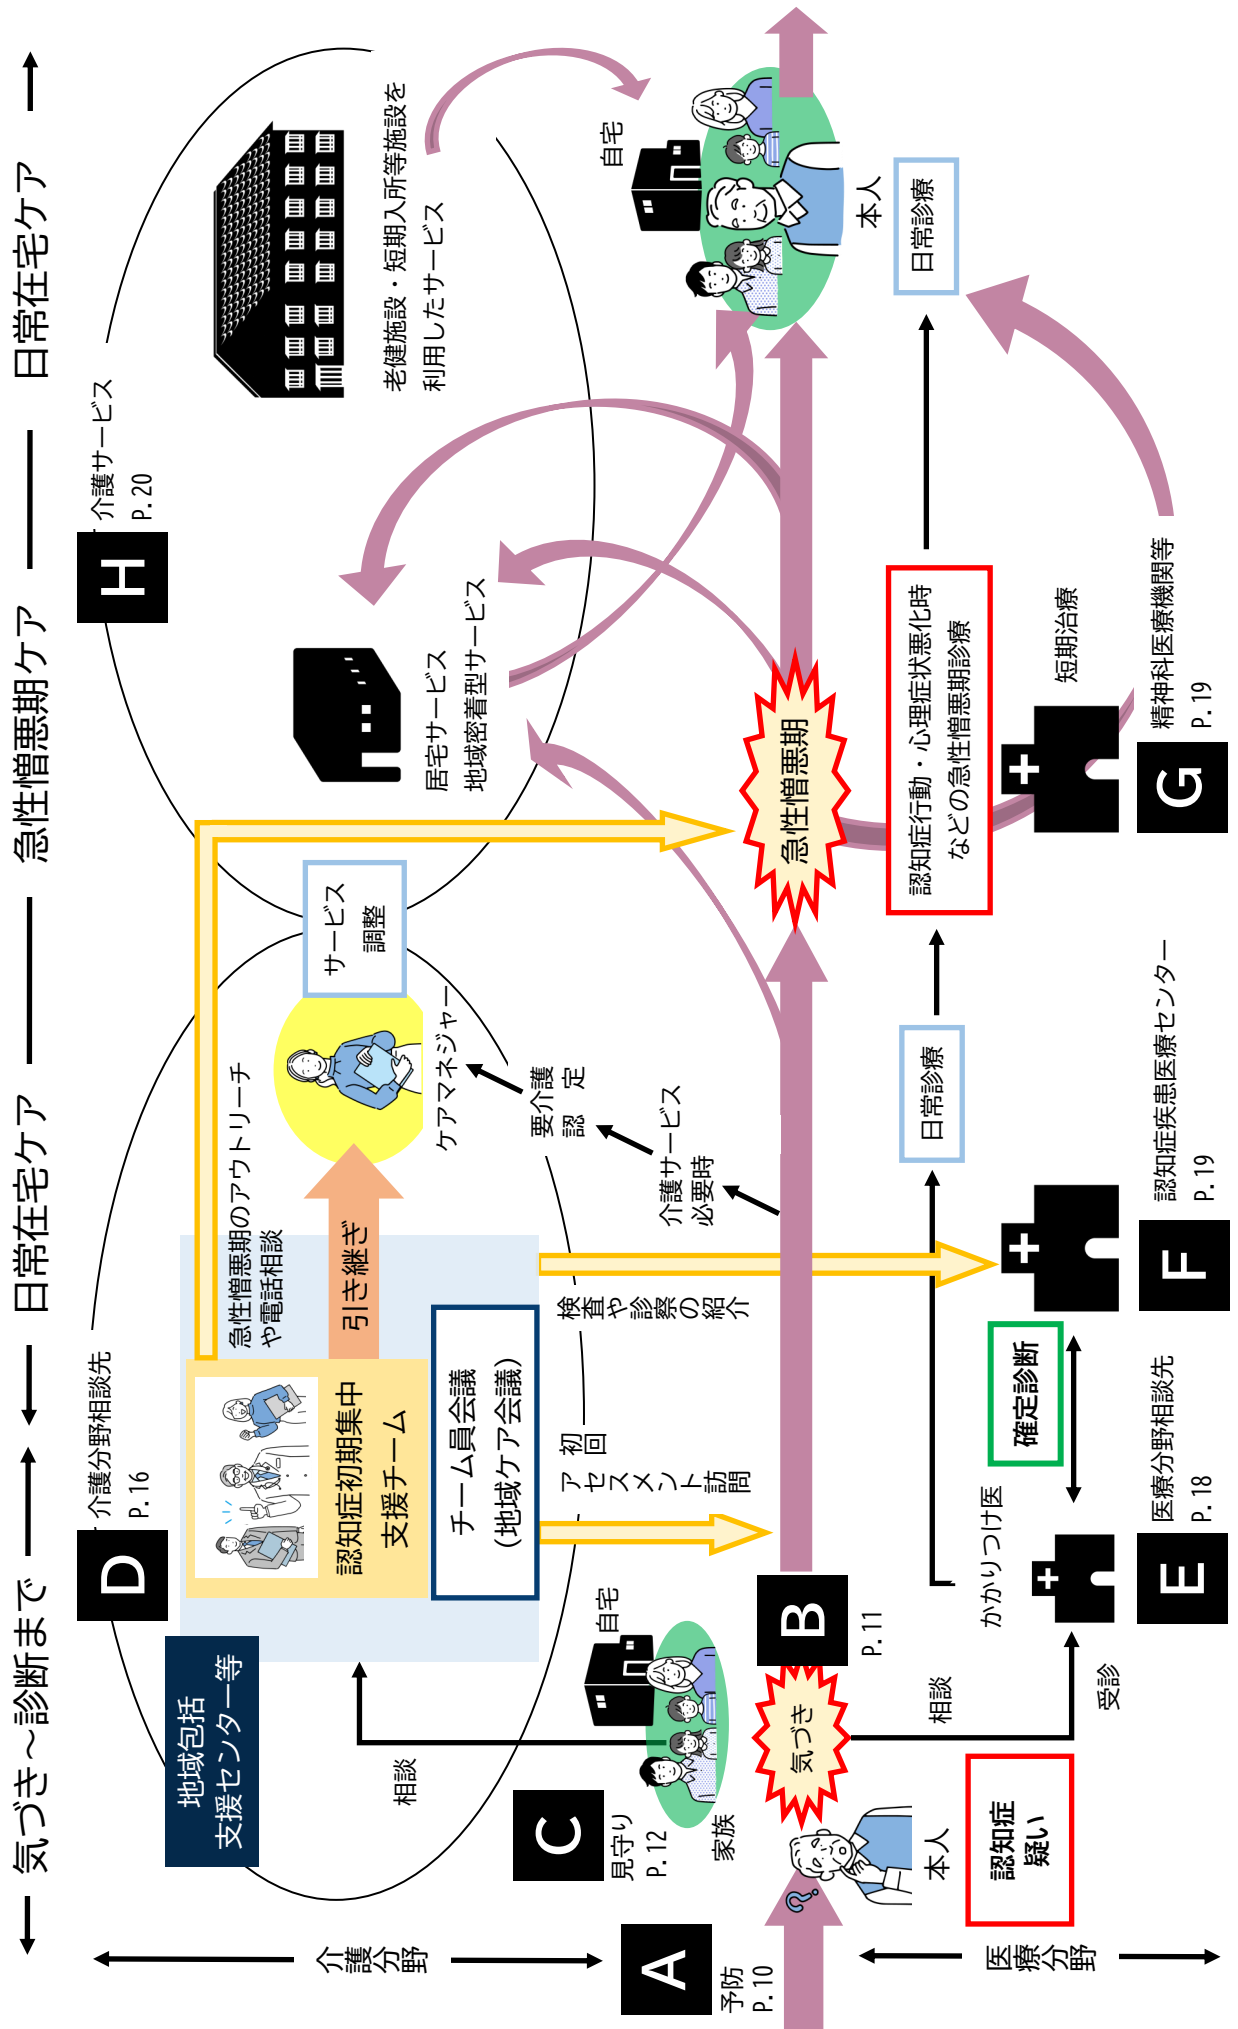 気づき～診断まで
日常在宅ケア
急性憎悪期ケア
日常在宅ケア
介護分野
医療分野
A
予防
P.10
B
P.11
C
見守り
P.12
D
介護分野相談先
P.16
E
医療分野相談先
P.18
F
認知症疾患医療センター
P.19
G
精神科医療機関等
P.19
H
介護サービス
P.20
地域包括
支援センター等
相談
認知症初期集中
支援チーム
チーム員会議
(地域ケア会議)
引き継ぎ
急性憎悪期のアウトリーチ
や電話相談
サービス
調整
ケアマネジャー
要介護
認定
介護サービス
必要時
初回
アセスメント訪問
検査や診察の紹介
自宅
家族
気づき
本人
認知症
疑い
相談
受診
かかりつけ医
確定診断
日常診療
急性憎悪期
認知症行動・心理症状悪化時
などの急性憎悪期診療
短期治療
居宅サービス
地域密着型サービス
老健施設・短期入所等施設を
利用したサービス
自宅
本人
日常診療